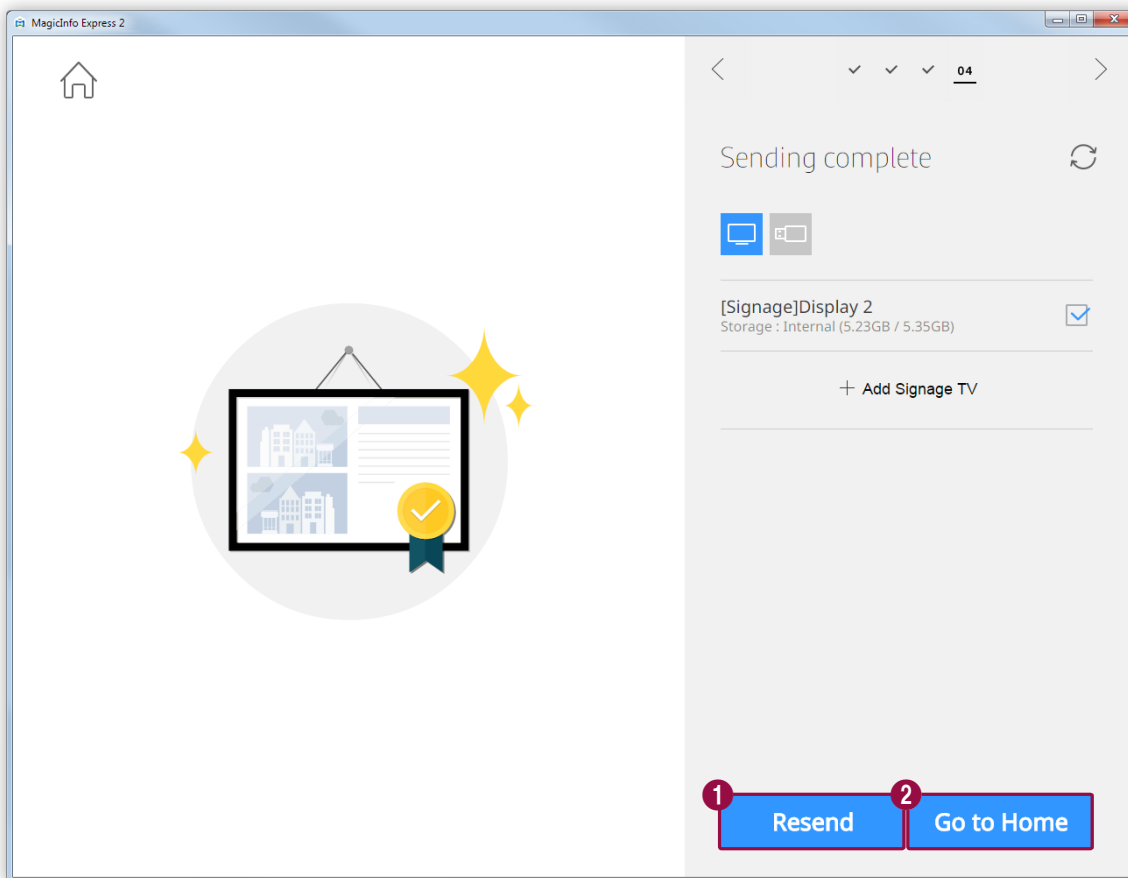 MagicInfo Express 2
04
Sending complete
[Signage]Display 2
Storage : Internal (5.23GB / 5.35GB)
+ Add Signage TV
1 Resend
2 Go to Home